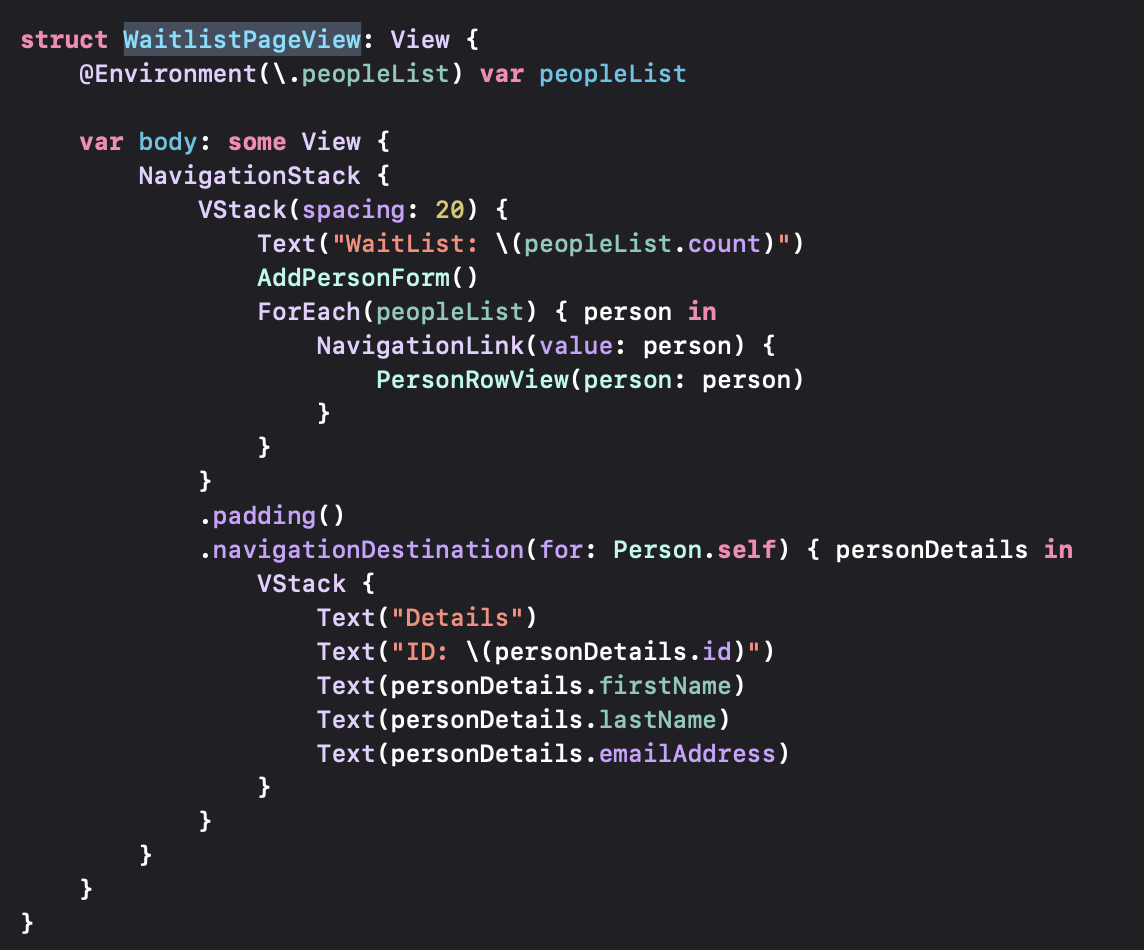 struct WaitlistPageView: View {
    @Environment(\.peopleList) var peopleList

    var body: some View {
        NavigationStack {
            VStack(spacing: 20) {
                Text("WaitList: \(peopleList.count)")
                AddPersonForm()
                ForEach(peopleList) { person in
                    NavigationLink(value: person) {
                        PersonRowView(person: person)
                    }
                }
            }
            .padding()
            .navigationDestination(for: Person.self) { personDetails in
                VStack {
                    Text("Details")
                    Text("ID: \(personDetails.id)")
                    Text(personDetails.firstName)
                    Text(personDetails.lastName)
                    Text(personDetails.emailAddress)
                }
            }
        }
    }
}